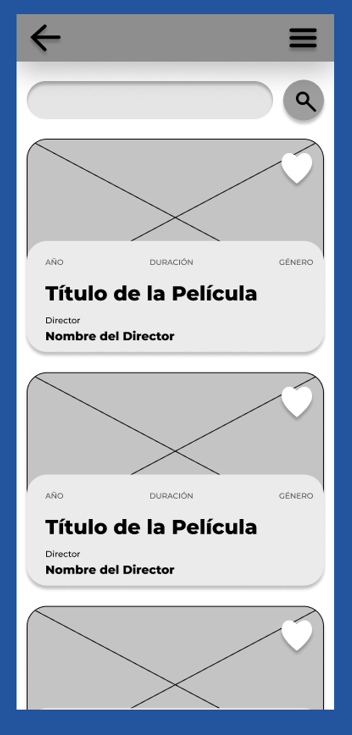 AÑO DURACIÓN GÉNERO
Título de la Película
Director
Nombre del Director
AÑO DURACIÓN GÉNERO
Título de la Película
Director
Nombre del Director